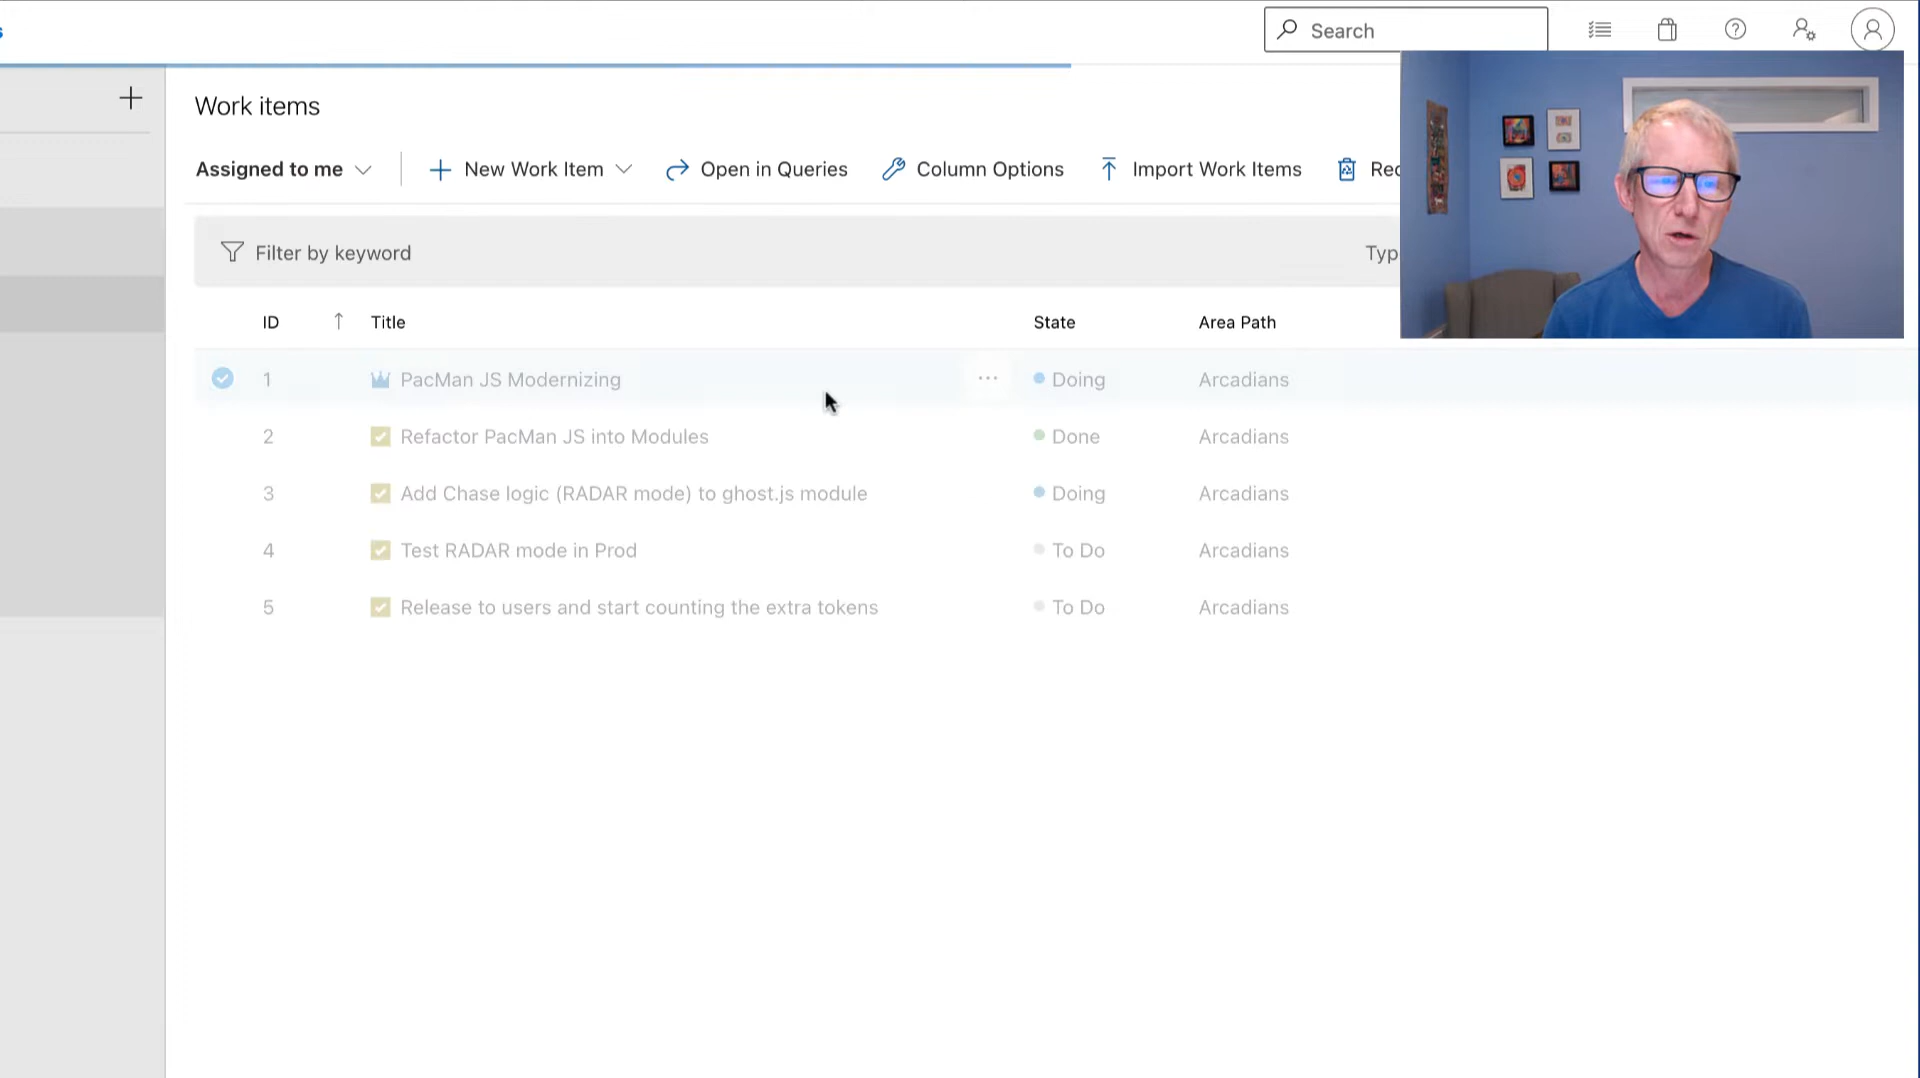 Search
Work items
Assigned to me
New Work Item
Open in Queries
Column Options
Import Work Items
Filter by keyword
ID
Title
State
Area Path
1 PacMan JS Modernizing ... Doing Arcadians
2 Refactor PacMan JS into Modules Done Arcadians
3 Add Chase logic (RADAR mode) to ghost.js module Doing Arcadians
4 Test RADAR mode in Prod To Do Arcadians
5 Release to users and start counting the extra tokens To Do Arcadians